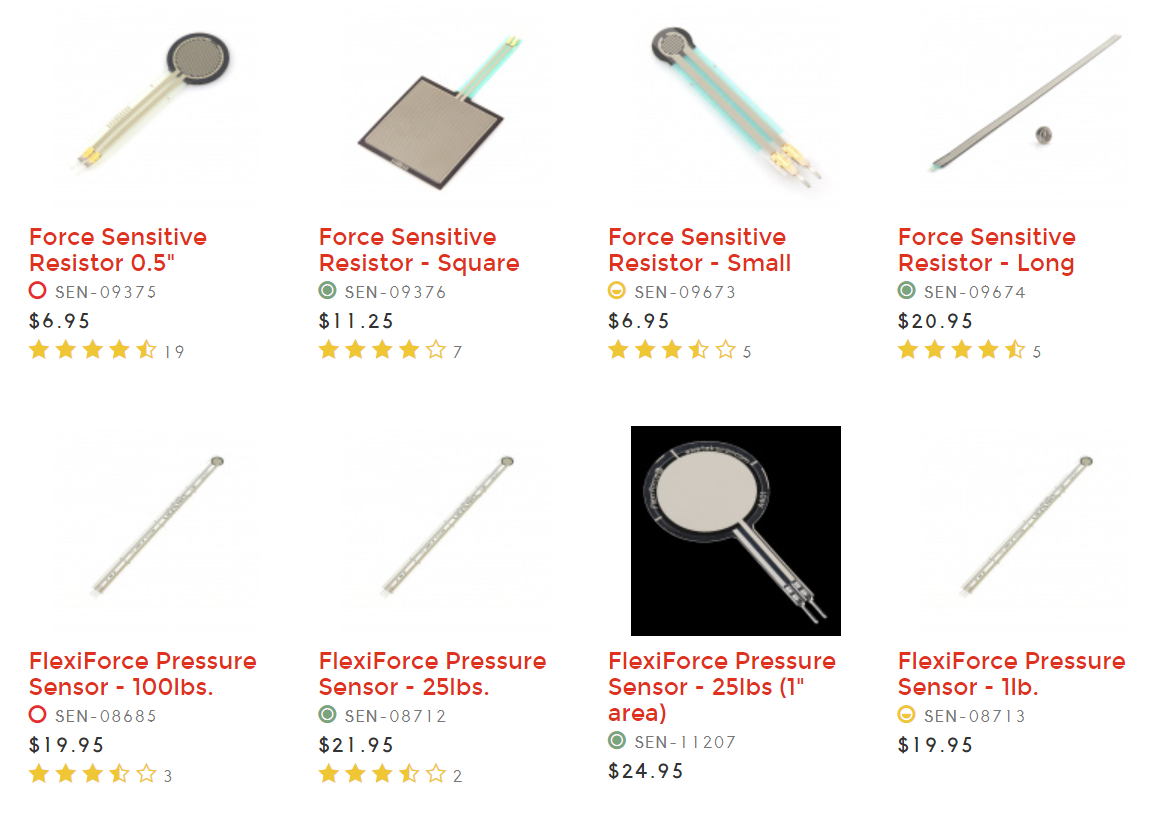 Force Sensitive
Resistor 0.5"
SEN-09375
$6.95
19
Force Sensitive
Resistor - Square
SEN-09376
$11.25
7
Force Sensitive
Resistor - Small
SEN-09673
$6.95
5
Force Sensitive
Resistor - Long
SEN-09674
$20.95
5
FlexiForce Pressure
Sensor - 100lbs.
SEN-08685
$19.95
3
FlexiForce Pressure
Sensor - 25lbs.
SEN-08712
$21.95
2
FlexiForce Pressure
Sensor - 25lbs (1"
area)
SEN-11207
$24.95
FlexiForce Pressure
Sensor - 1lb.
SEN-08713
$19.95